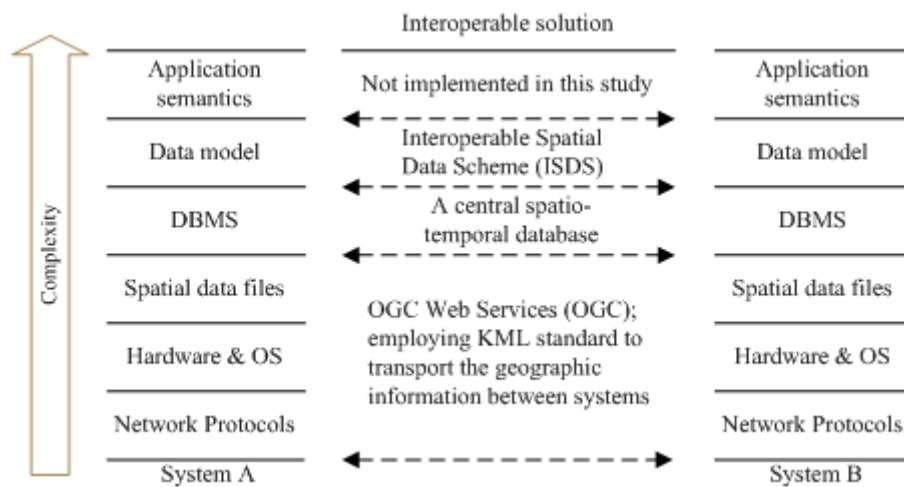 Interoperable solution
Application
semantics
Not implemented in this study
Application
semantics
Data model
Interoperable Spatial
Data Scheme (ISDS)
Data model
DBMS
A central spatio-
temporal database
DBMS
Complexity
Spatial data files
Hardware & OS
Network Protocols
OGC Web Services (OGC);
employing KML standard to
transport the geographic
information between systems
Spatial data files
Hardware & OS
Network Protocols
System A
System B